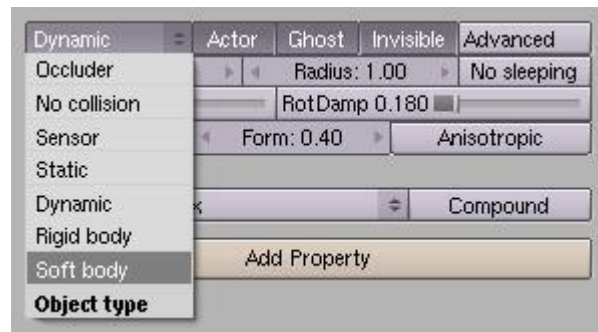 Dynamic Actor Ghost Invisible Advanced
Occluder Radius: 1.00 No sleeping
No collision RotDamp 0.180
Sensor Form: 0.40 Anisotropic
Static
Dynamic x Compound
Rigid body
Soft body Add Property
Object type